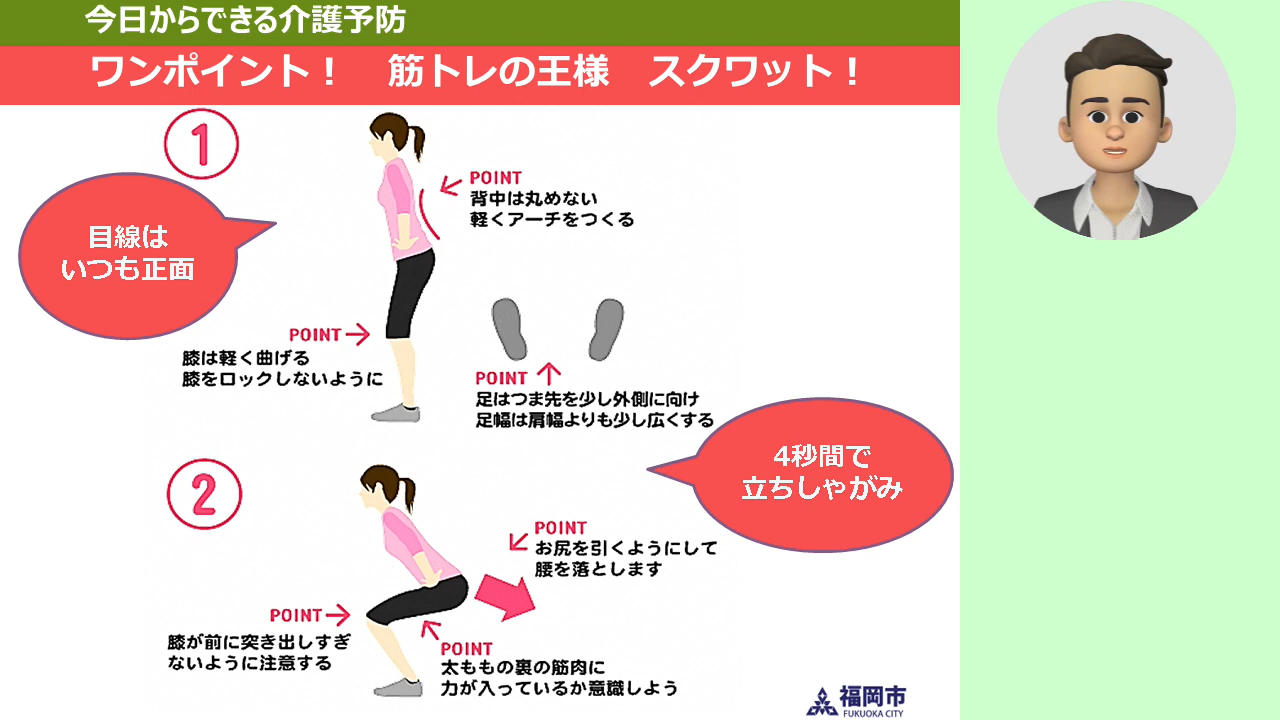 今日からできる介護予防
ワンポイント！　筋トレの王様　スクワット！
1
POINT
背中は丸めない
軽くアーチをつくる
目線は
いつも正面
POINT
膝は軽く曲げる
膝をロックしないように
POINT
足はつま先を少し外側に向け
足幅は肩幅よりも少し広くする
4秒間で
立ちしゃがみ
2
POINT
お尻を引くようにして
腰を落とします
POINT
膝が前に突き出しすぎ
ないように注意する
POINT
太ももの裏の筋肉に
力が入っているか意識しよう
福岡市
FUKUOKA CITY